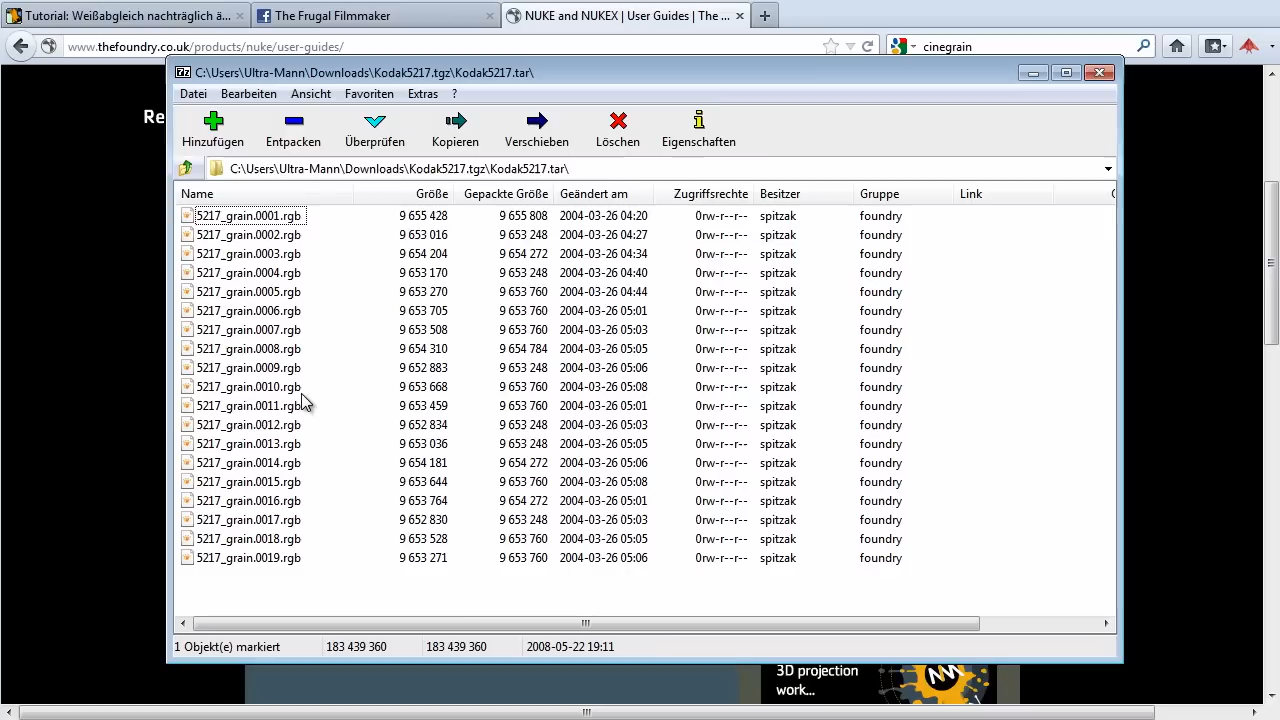 Tutorial: Weißabgleich nachträglich ä...
The Frugal Filmmaker
NUKE and NUKEX | User Guides | The ...
www.thefoundry.co.uk/products/nuke/user-guides/
cinegrain
Re
C:\Users\Ultra-Mann\Downloads\Kodak5217.tgz\Kodak5217.tar\
Datei Bearbeiten Ansicht Favoriten Extras ?
Hinzufügen Entpacken Überprüfen Kopieren Verschieben Löschen Eigenschaften
C:\Users\Ultra-Mann\Downloads\Kodak5217.tgz\Kodak5217.tar\
Name Größe Gepackte Größe Geändert am Zugriffsrechte Besitzer Gruppe Link
5217_grain.0001.rgb 9 655 428 9 655 808 2004-03-26 04:20 0rw-r--r-- spitzak foundry
5217_grain.0002.rgb 9 653 016 9 653 248 2004-03-26 04:27 0rw-r--r-- spitzak foundry
5217_grain.0003.rgb 9 654 204 9 654 272 2004-03-26 04:34 0rw-r--r-- spitzak foundry
5217_grain.0004.rgb 9 653 170 9 653 248 2004-03-26 04:40 0rw-r--r-- spitzak foundry
5217_grain.0005.rgb 9 653 270 9 653 760 2004-03-26 04:44 0rw-r--r-- spitzak foundry
5217_grain.0006.rgb 9 653 705 9 653 760 2004-03-26 05:01 0rw-r--r-- spitzak foundry
5217_grain.0007.rgb 9 653 508 9 653 760 2004-03-26 05:03 0rw-r--r-- spitzak foundry
5217_grain.0008.rgb 9 654 310 9 654 784 2004-03-26 05:05 0rw-r--r-- spitzak foundry
5217_grain.0009.rgb 9 652 883 9 653 248 2004-03-26 05:06 0rw-r--r-- spitzak foundry
5217_grain.0010.rgb 9 653 668 9 653 760 2004-03-26 05:08 0rw-r--r-- spitzak foundry
5217_grain.0011.rgb 9 653 459 9 653 760 2004-03-26 05:01 0rw-r--r-- spitzak foundry
5217_grain.0012.rgb 9 652 834 9 653 248 2004-03-26 05:03 0rw-r--r-- spitzak foundry
5217_grain.0013.rgb 9 653 036 9 653 248 2004-03-26 05:05 0rw-r--r-- spitzak foundry
5217_grain.0014.rgb 9 654 181 9 654 272 2004-03-26 05:06 0rw-r--r-- spitzak foundry
5217_grain.0015.rgb 9 653 644 9 653 760 2004-03-26 05:08 0rw-r--r-- spitzak foundry
5217_grain.0016.rgb 9 653 764 9 654 272 2004-03-26 05:01 0rw-r--r-- spitzak foundry
5217_grain.0017.rgb 9 652 830 9 653 248 2004-03-26 05:03 0rw-r--r-- spitzak foundry
5217_grain.0018.rgb 9 653 528 9 653 760 2004-03-26 05:05 0rw-r--r-- spitzak foundry
5217_grain.0019.rgb 9 653 271 9 653 760 2004-03-26 05:06 0rw-r--r-- spitzak foundry
1 Objekt(e) markiert 183 439 360 183 439 360 2008-05-22 19:11
3D projection
work...